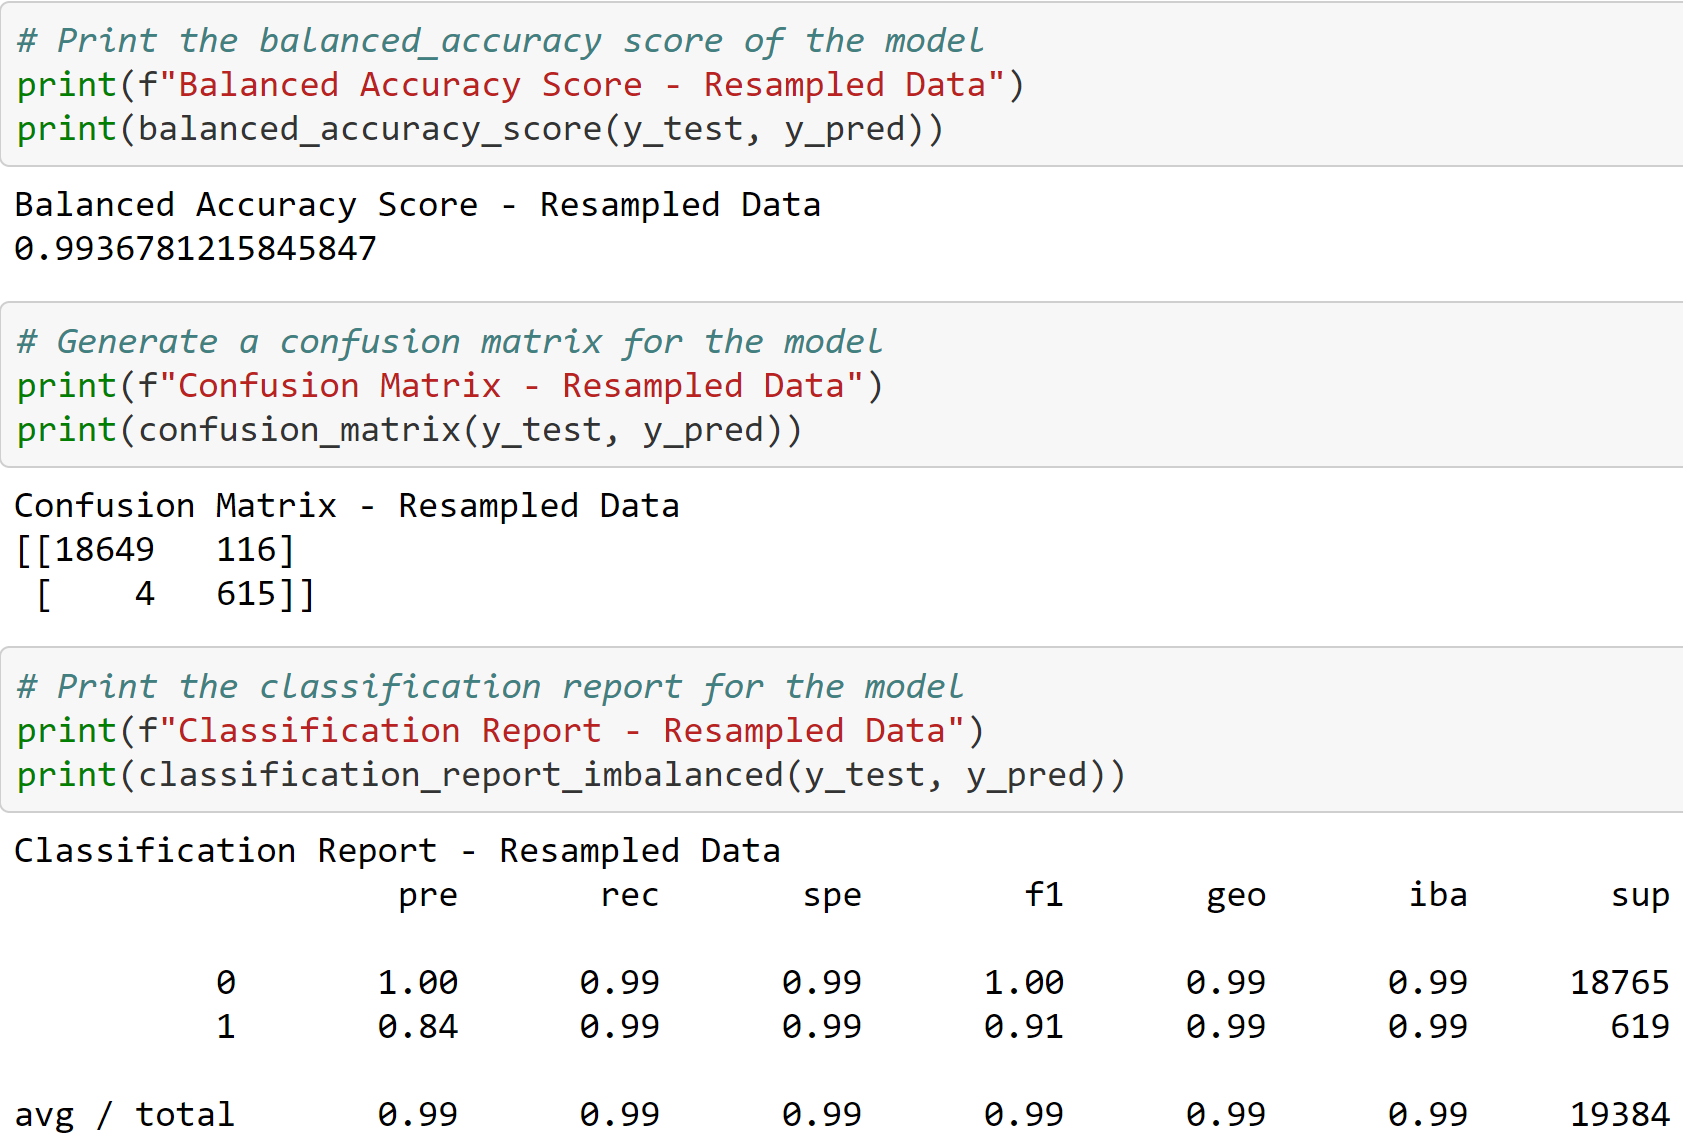 # Print the balanced_accuracy score of the model
print(f"Balanced Accuracy Score - Resampled Data")
print(balanced_accuracy_score(y_test, y_pred))
Balanced Accuracy Score - Resampled Data
0.9936781215845847
# Generate a confusion matrix for the model
print(f"Confusion Matrix - Resampled Data")
print(confusion_matrix(y_test, y_pred))
Confusion Matrix - Resampled Data
[[18649   116]
 [    4   615]]
# Print the classification report for the model
print(f"Classification Report - Resampled Data")
print(classification_report_imbalanced(y_test, y_pred))
Classification Report - Resampled Data
                   pre       rec       spe        f1       geo       iba       sup
          0       1.00      0.99      0.99      1.00      0.99      0.99     18765
          1       0.84      0.99      0.99      0.91      0.99      0.99       619
avg / total       0.99      0.99      0.99      0.99      0.99      0.99     19384